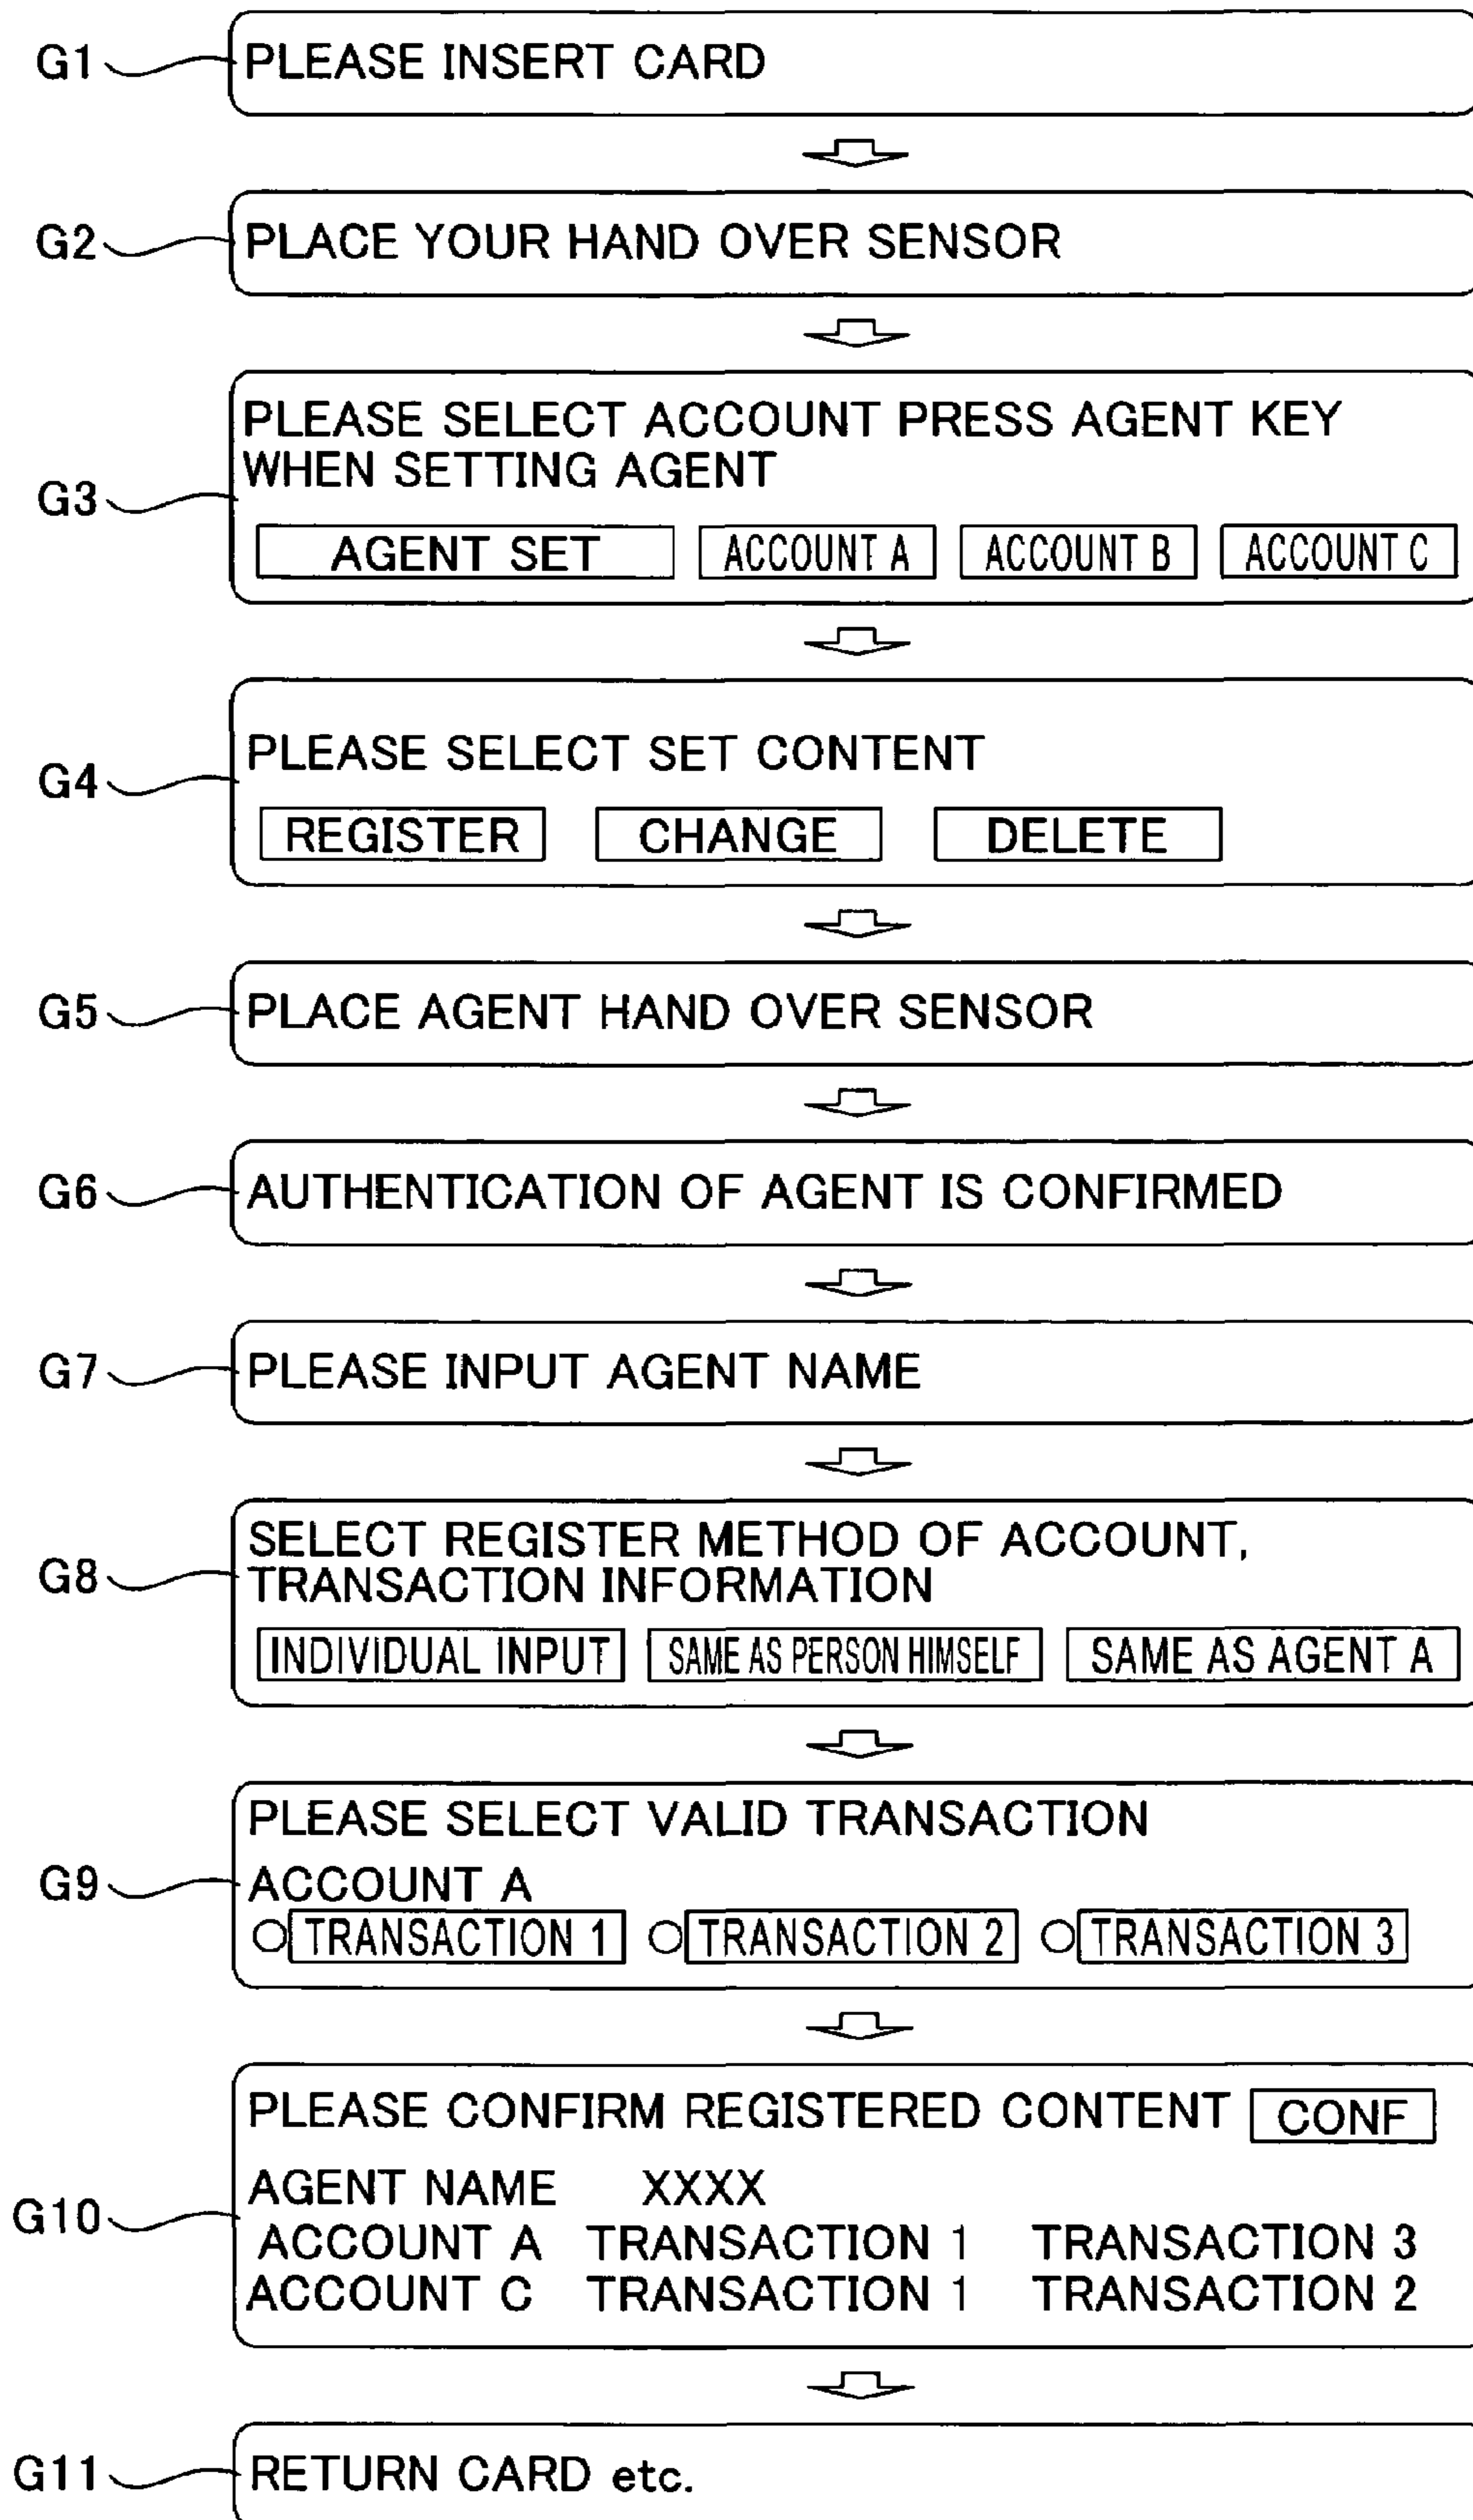 G1 PLEASE INSERT CARD
G2 PLACE YOUR HAND OVER SENSOR
PLEASE SELECT ACCOUNT PRESS AGENT KEY
WHEN SETTING AGENT
G3
AGENT SET ACCOUNT A ACCOUNT B ACCOUNT C
PLEASE SELECT SET CONTENT
G4
REGISTER CHANGE DELETE
G5 PLACE AGENT HAND OVER SENSOR
G6 AUTHENTICATION OF AGENT IS CONFIRMED
G7 PLEASE INPUT AGENT NAME
SELECT REGISTER METHOD OF ACCOUNT,
G8 TRANSACTION INFORMATION
INDIVIDUAL INPUT SAME AS PERSON HIMSELF SAME AS AGENT A
PLEASE SELECT VALID TRANSACTION
G9 ACCOUNT A
TRANSACTION 1 TRANSACTION 2 TRANSACTION 3
PLEASE CONFIRM REGISTERED CONTENT CONF
AGENT NAME XXXX
G10
ACCOUNT A TRANSACTION 1 TRANSACTION 3
ACCOUNT C TRANSACTION 1 TRANSACTION 2
G11 RETURN CARD etc.